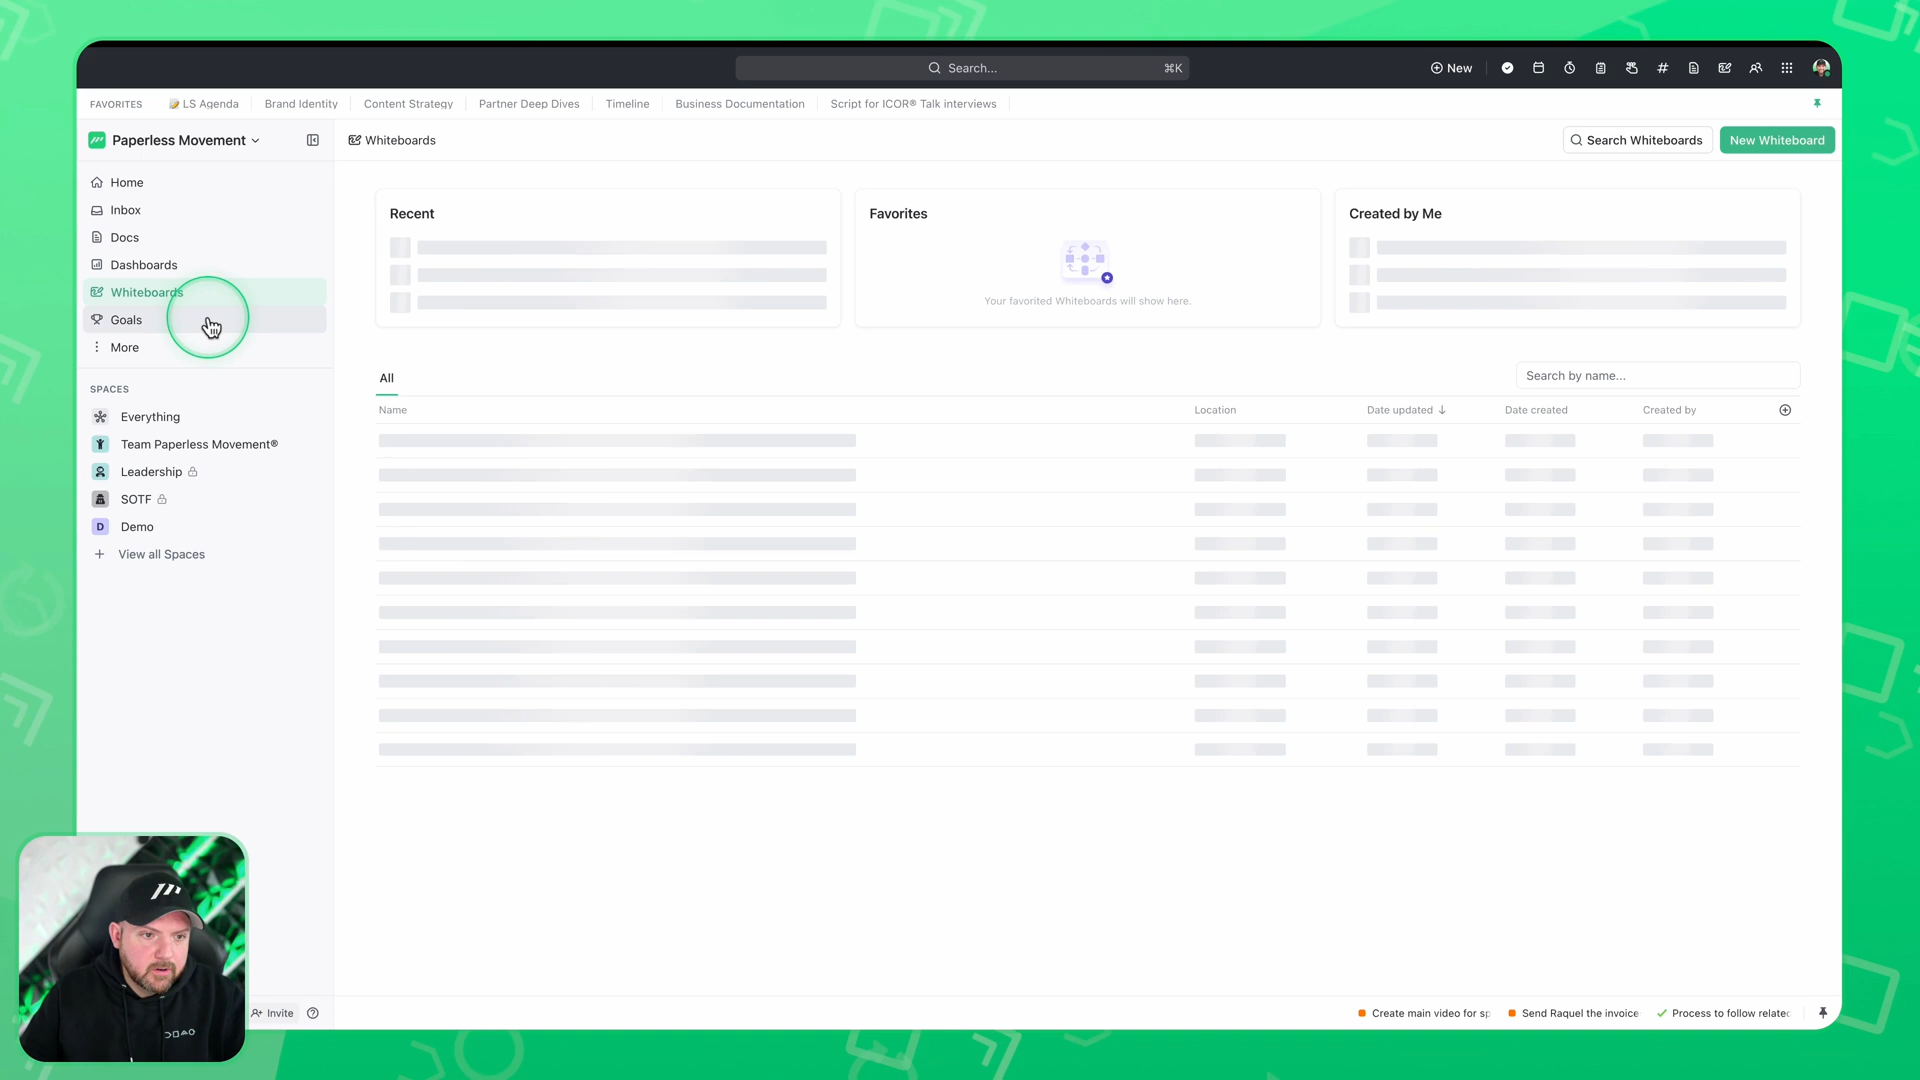 Search...
⌘K
New
FAVORITES
LS Agenda
Brand Identity
Content Strategy
Partner Deep Dives
Timeline
Business Documentation
Script for ICOR® Talk interviews
Paperless Movement
Whiteboards
Search Whiteboards
New Whiteboard
Home
Inbox
Docs
Dashboards
Whiteboards
Goals
More
SPACES
Everything
Team Paperless Movement®
Leadership
SOTF
D Demo
View all Spaces
Recent
Favorites
Your favorited Whiteboards will show here.
Created by Me
All
Search by name...
Name
Location
Date updated
Date created
Created by
Invite
Create main video for sp
Send Raquel the invoice
Process to follow relate